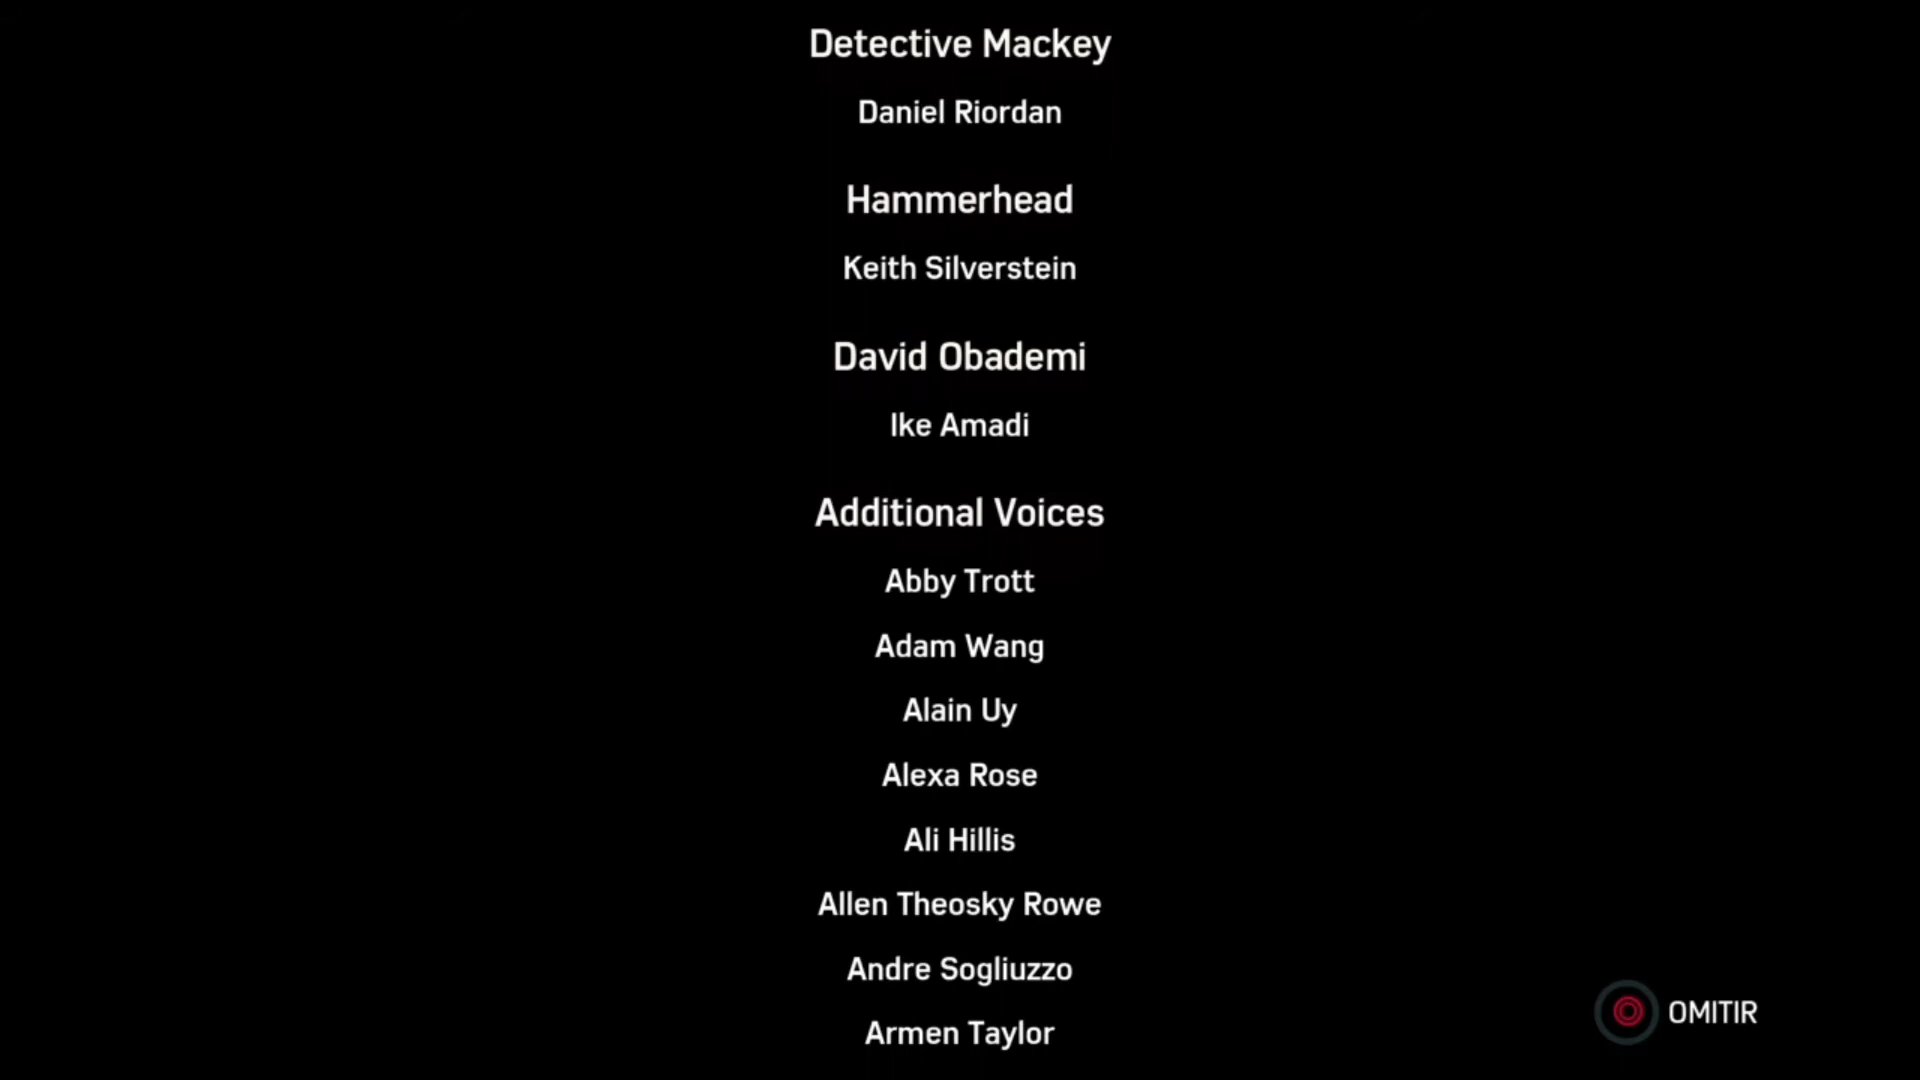 Detective Mackey
Daniel Riordan
Hammerhead
Keith Silverstein
David Obademi
Ike Amadi
Additional Voices
Abby Trott
Adam Wang
Alain Uy
Alexa Rose
Ali Hillis
Allen Theosky Rowe
Andre Sogliuzzo
Armen Taylor
OMITIR